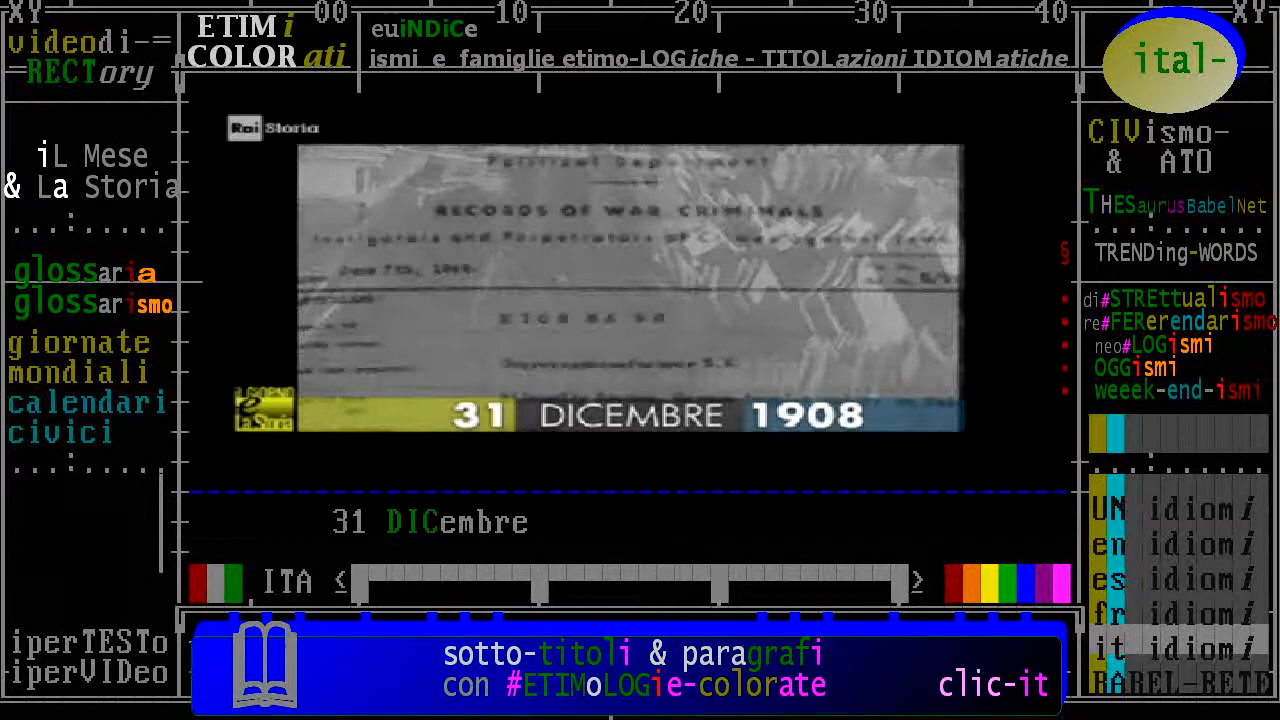 XY 00 10 20 30 40 XY
videodi-=
-RECTory
ETIMi
COLORati
euiNDiCe
ismi e famiglie etimo-LOGiche - TITOLazioni IDIOMatiche
ital-
iL Mese
& La Storia
glossaria
glossarismo
giornate
mondiali
calendari
civici
iperTESTo
-iperVIDeo
Rai Storia
Political Department
RECORDS OF WAR CRIMINALS
31 DICEMBRE 1908
31 DICembre
ITA < >
sotto-titoli & paragrafi
con #ETIMoLOGie-colorate clic-it
CIVismo-
& ATO
THESaurusBabelNet
TRENDing-WORDS
§
di#STREttualismo
re#FERerendarismo
neo#LOGismi
OGGismi
weeek-end-ismi
UN idiomi
en idiomi
es idiomi
fr idiomi
it idiomi
BABEL-RETE